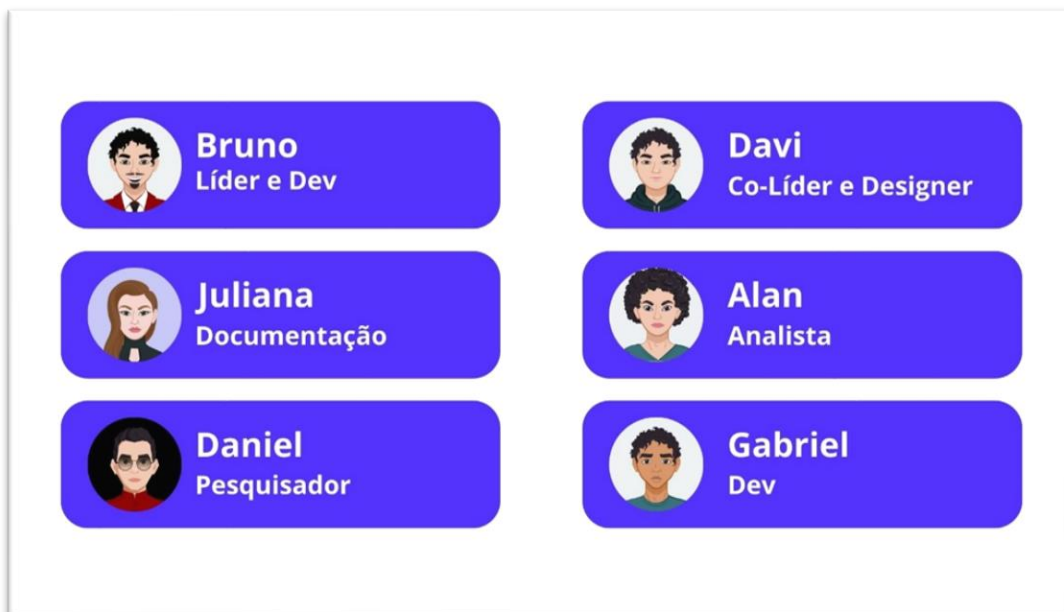 Bruno
Líder e Dev
Davi
Co-Líder e Designer
Juliana
Documentação
Alan
Analista
Daniel
Pesquisador
Gabriel
Dev